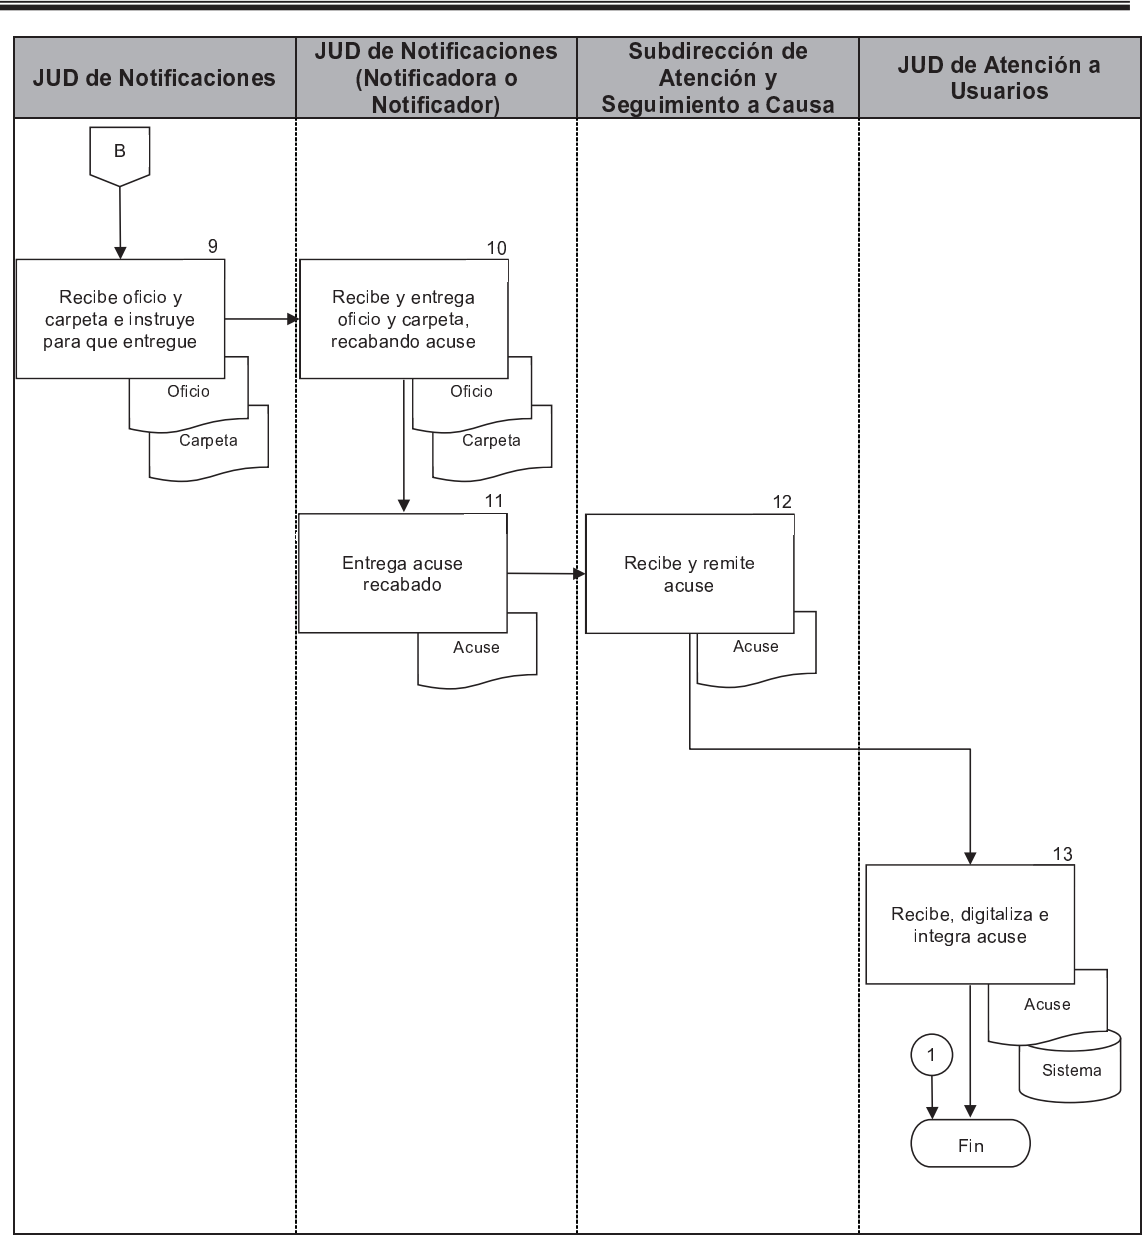 JUD de Notificaciones
JUD de Notificaciones
(Notificadora o
Notificador)
Subdirección de
Atención y
Seguimiento a Causa
JUD de Atención a
Usuarios
B
9
Recibe oficio y
carpeta e instruye
para que entregue
Oficio
Carpeta
10
Recibe y entrega
oficio y carpeta,
recabando acuse
Oficio
Carpeta
11
Entrega acuse
recabado
Acuse
12
Recibe y remite
acuse
Acuse
13
Recibe, digitaliza e
integra acuse
Acuse
Sistema
1
Fin